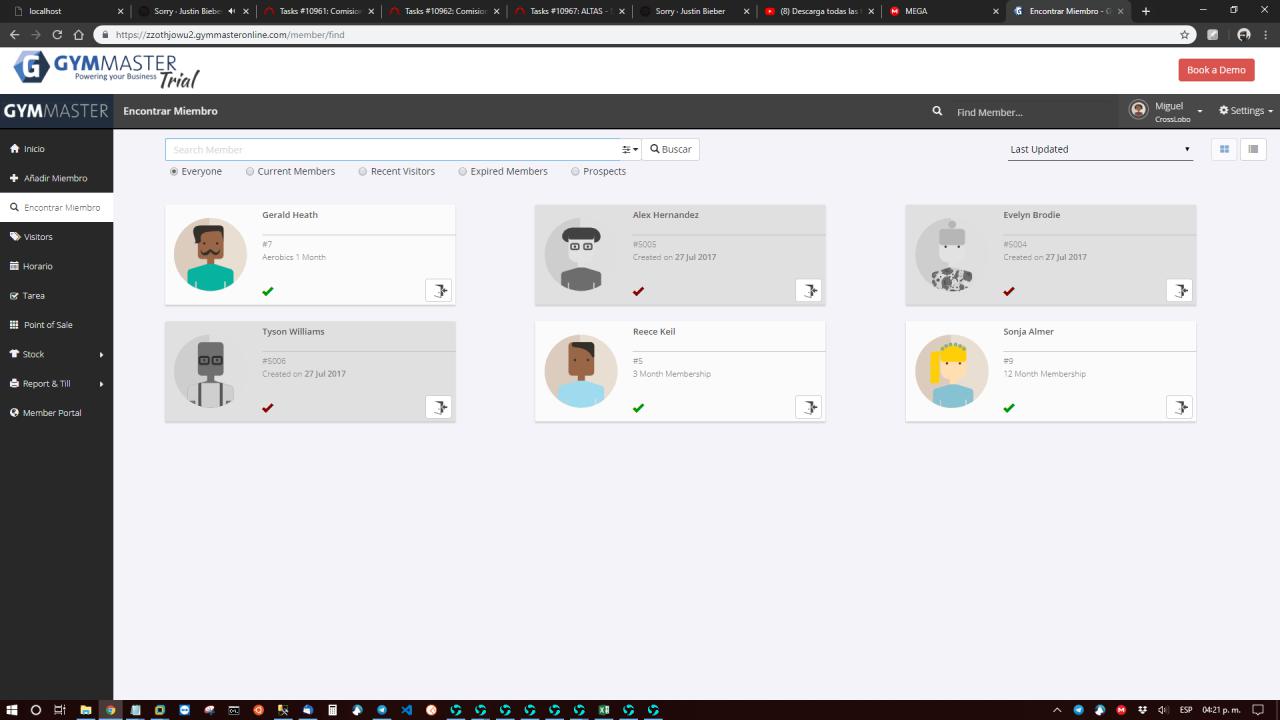 localhost
Sorry · Justin Bieber
Tasks #10961: Comision
Tasks #10962: Comision
Tasks #10967: ALTAS -
Sorry - Justin Bieber
(8) Descarga todas las
MEGA
Encontrar Miembro - G
https://zzothjowu2.gymmasteronline.com/member/find
GYMMASTER
Powering your Business
Trial
Book a Demo
GYMMASTER
Encontrar Miembro
Find Member...
Miguel
CrossLobo
Settings
Inicio
Añadir Miembro
Encontrar Miembro
Visitors
Horario
Tarea
Point of Sale
Stock
Report & Till
Member Portal
Search Member
Buscar
Last Updated
Everyone
Current Members
Recent Visitors
Expired Members
Prospects
Gerald Heath
#7
Aerobics 1 Month
Alex Hernandez
#5005
Created on 27 Jul 2017
Evelyn Brodie
#5004
Created on 27 Jul 2017
Tyson Williams
#5006
Created on 27 Jul 2017
Reece Keil
#5
3 Month Membership
Sonja Almer
#9
12 Month Membership
ESP
04:21 p. m.